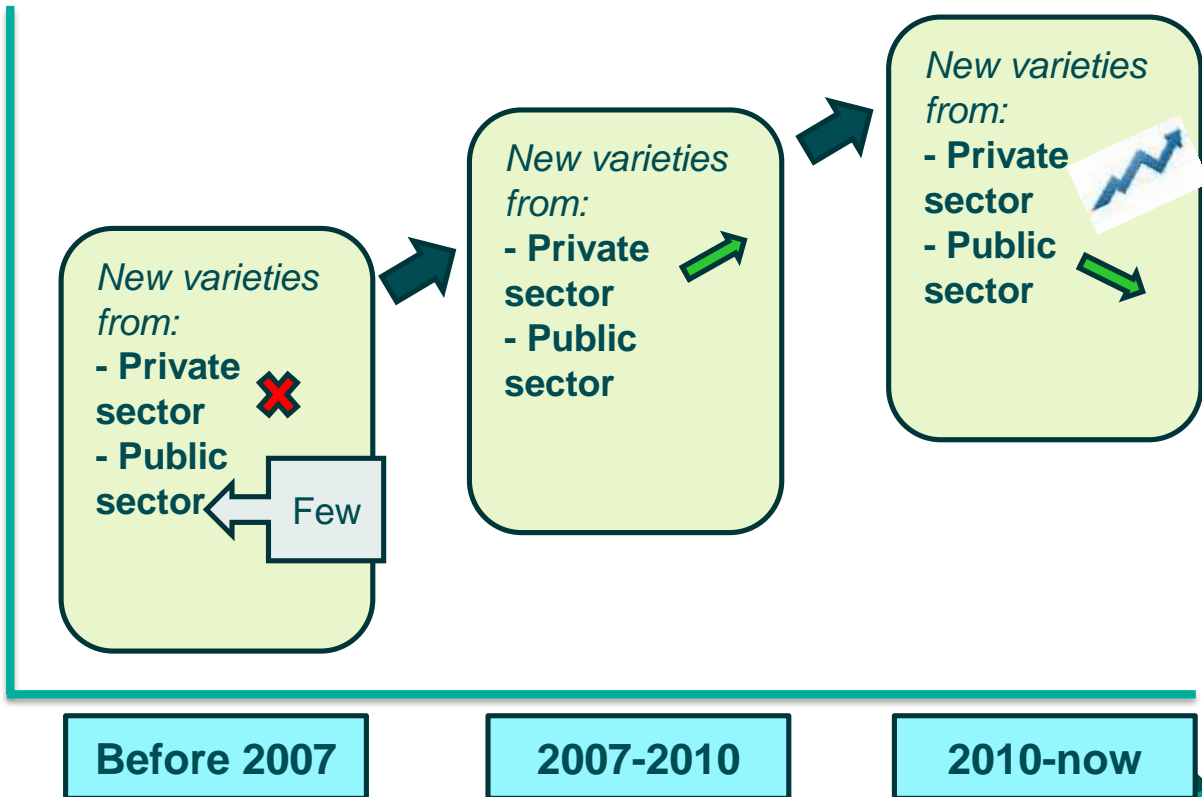 New varieties
from:
- Private
sector
- Public
sector
Few
New varieties
from:
- Private
sector
- Public
sector
New varieties
from:
- Private
sector
- Public
sector
Before 2007
2007-2010
2010-now